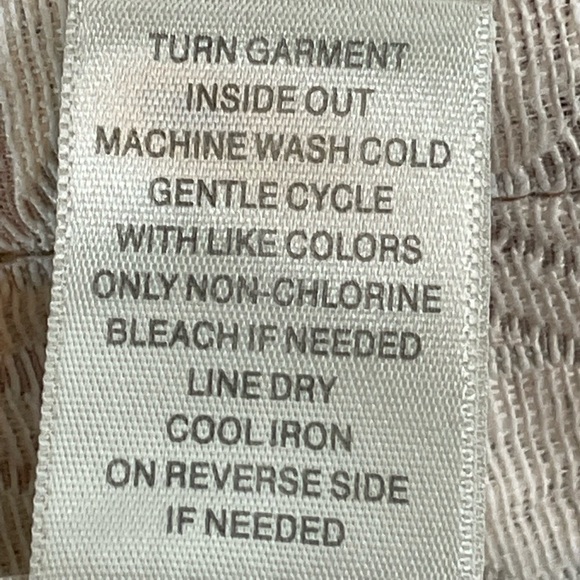 TURN GARMENT
INSIDE OUT
MACHINE WASH COLD
GENTLE CYCLE
WITH LIKE COLORS
ONLY NON-CHLORINE
BLEACH IF NEEDED
LINE DRY
COOL IRON
ON REVERSE SIDE
IF NEEDED